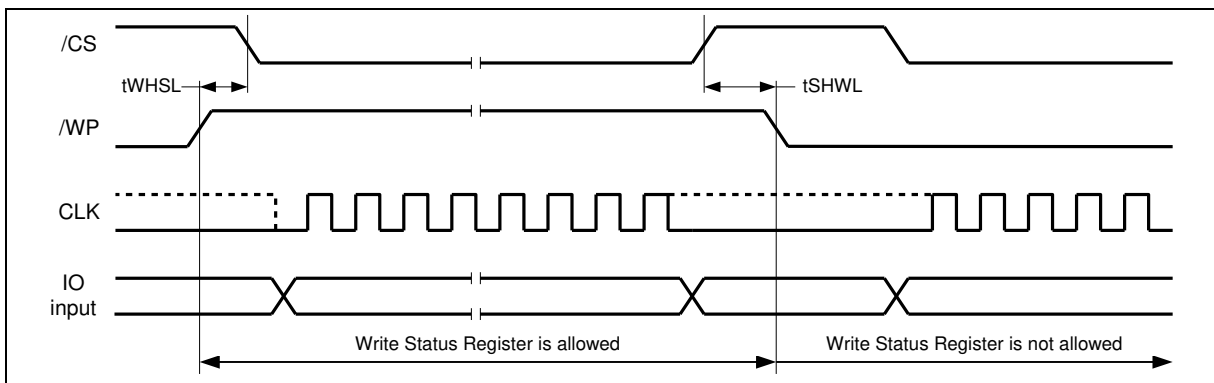 /CS
tWHSL
tSHWL
/WP
CLK
IO
input
Write Status Register is allowed
Write Status Register is not allowed